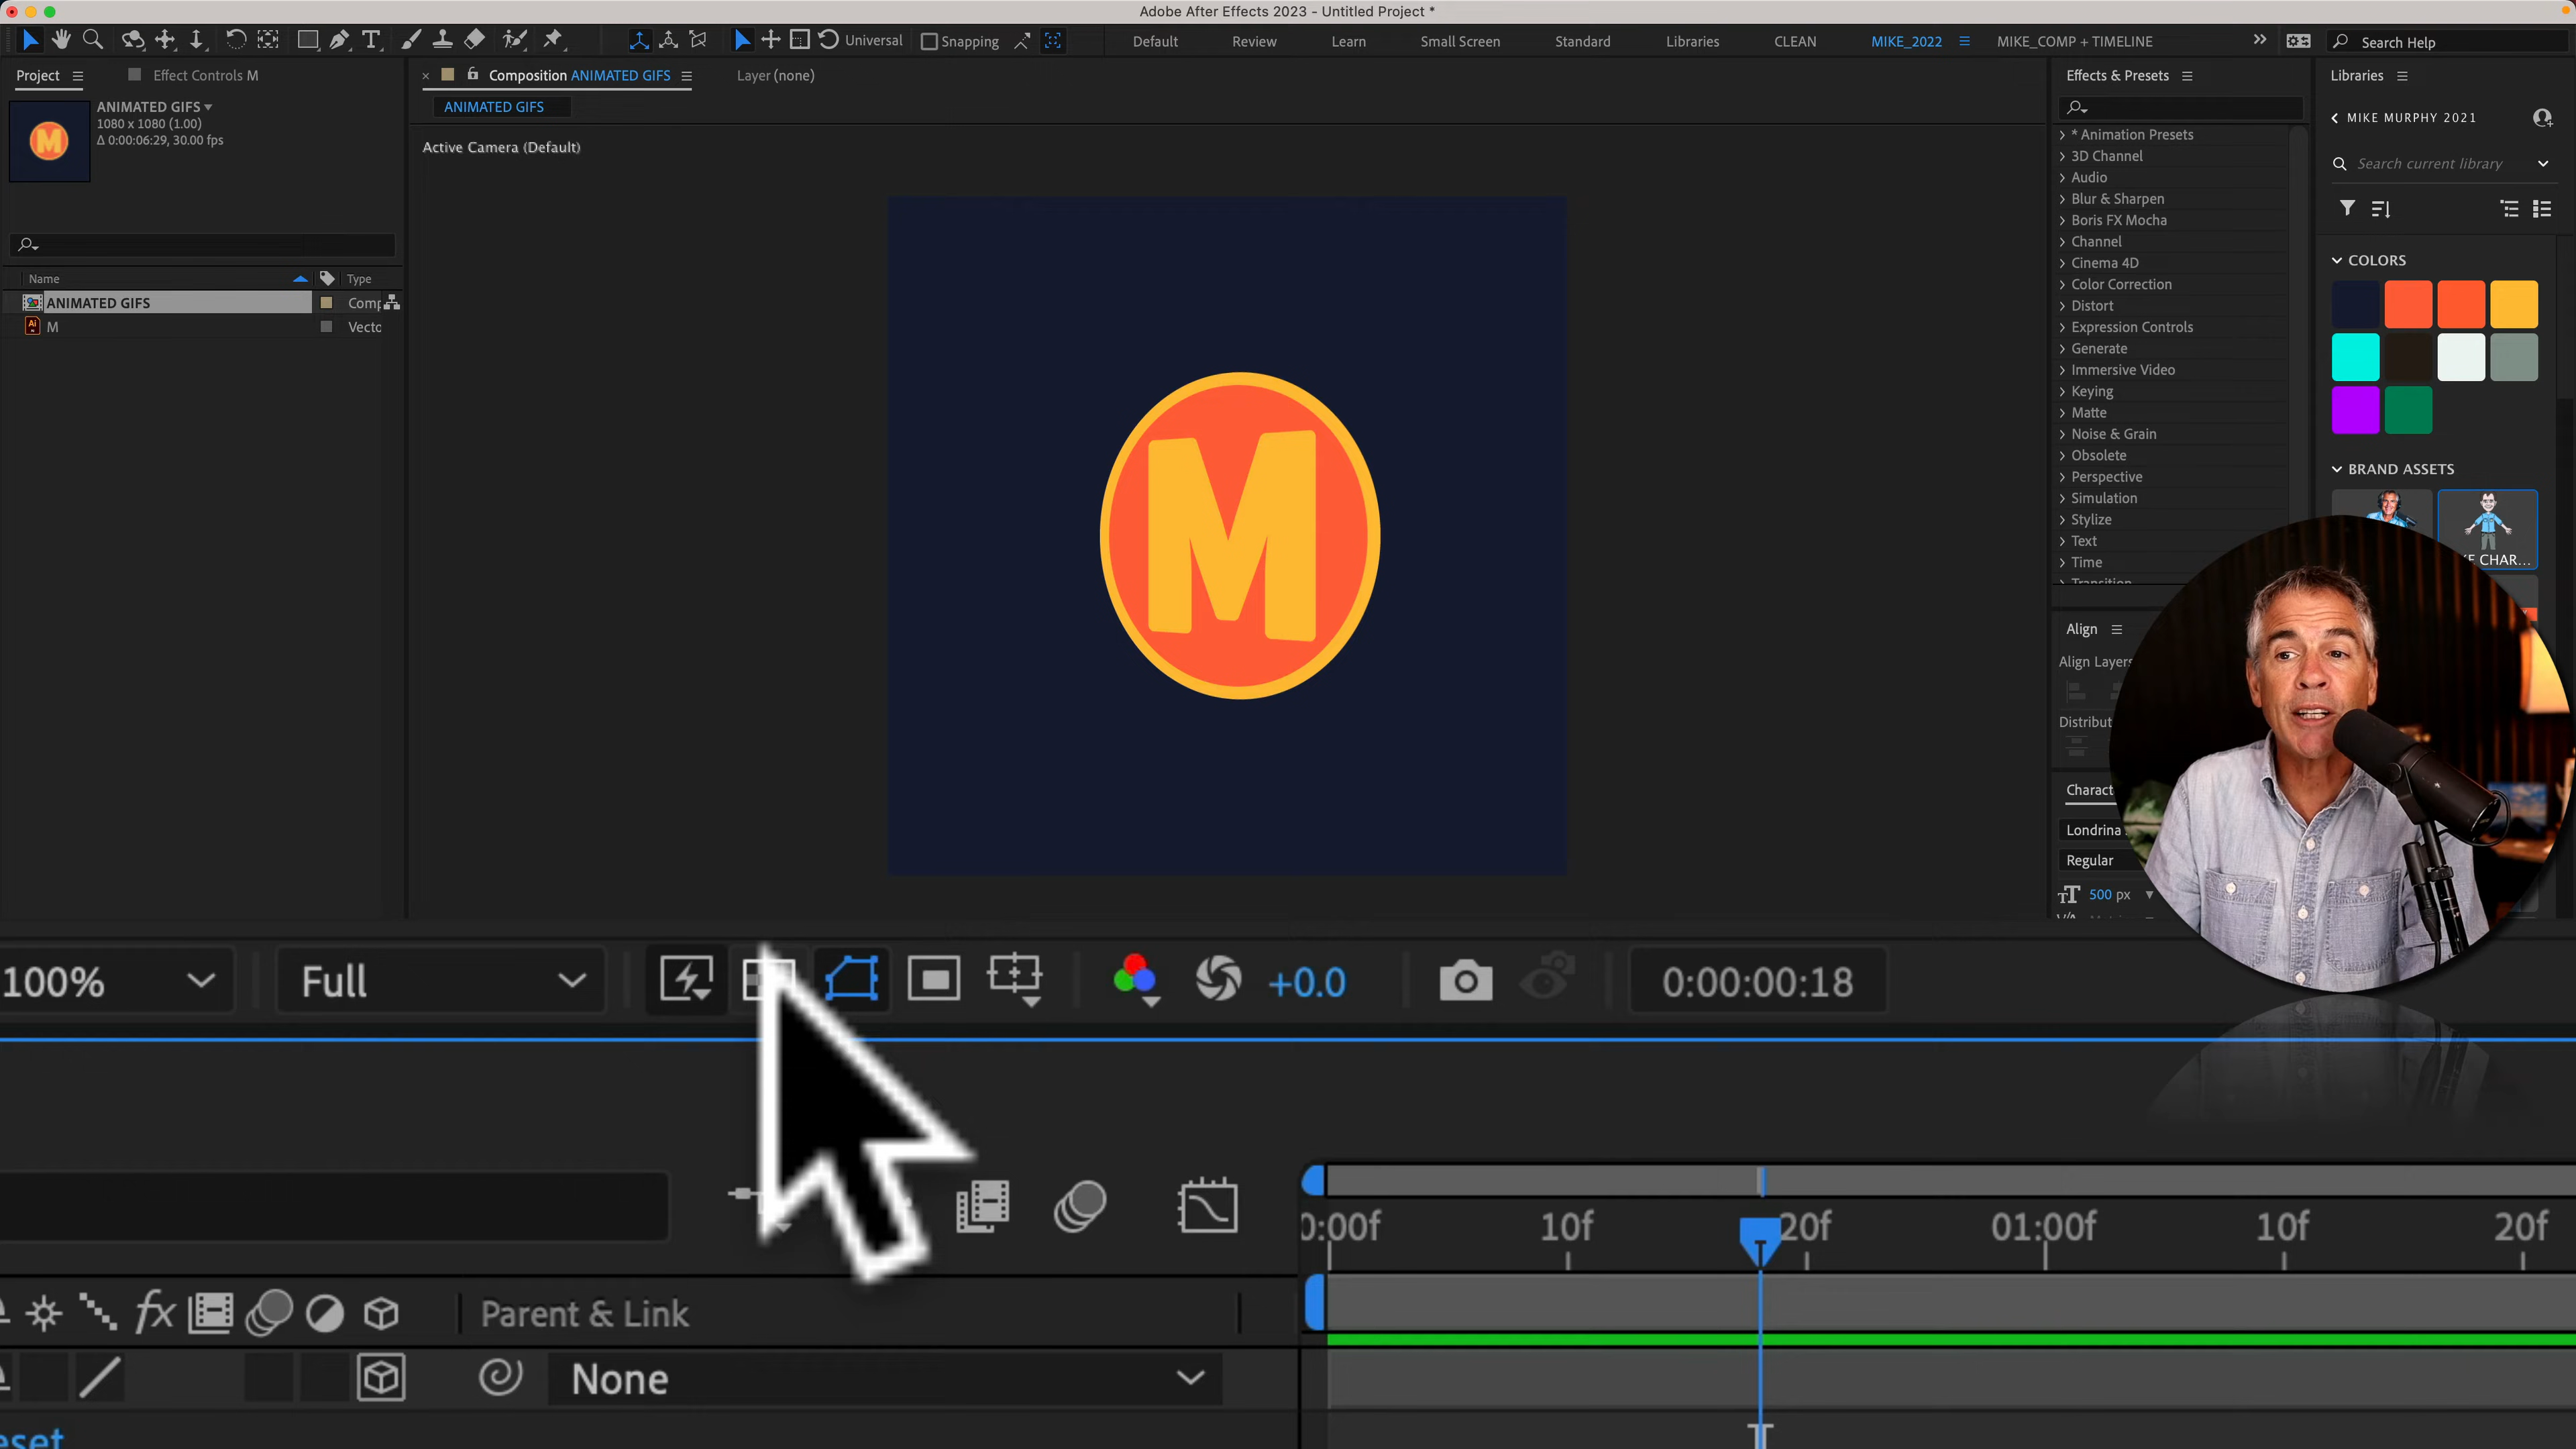 Adobe After Effects 2023 - Untitled Project *
Universal
Snapping
Default
Review
Learn
Small Screen
Standard
Libraries
CLEAN
MIKE_2022
MIKE_COMP + TIMELINE
Search Help
Project
Effect Controls M
ANIMATED GIFS
1080 x 1080 (1.00)
Δ 0:00:06:29, 30.00 fps
Name
Type
ANIMATED GIFS
Comp
M
Vecto
Composition ANIMATED GIFS
Layer (none)
ANIMATED GIFS
Active Camera (Default)
M
Effects & Presets
* Animation Presets
3D Channel
Audio
Blur & Sharpen
Boris FX Mocha
Channel
Cinema 4D
Color Correction
Distort
Expression Controls
Generate
Immersive Video
Keying
Matte
Noise & Grain
Obsolete
Perspective
Simulation
Stylize
Text
Time
Transition
Align
Align Layers
Distribut
Charact
Londrina
Regular
500 px
Libraries
MIKE MURPHY 2021
Search current library
COLORS
BRAND ASSETS
CHAR...
100%
Full
+0.0
0:00:00:18
0:00f
10f
20f
01:00f
10f
20f
fx
Parent & Link
None
eset